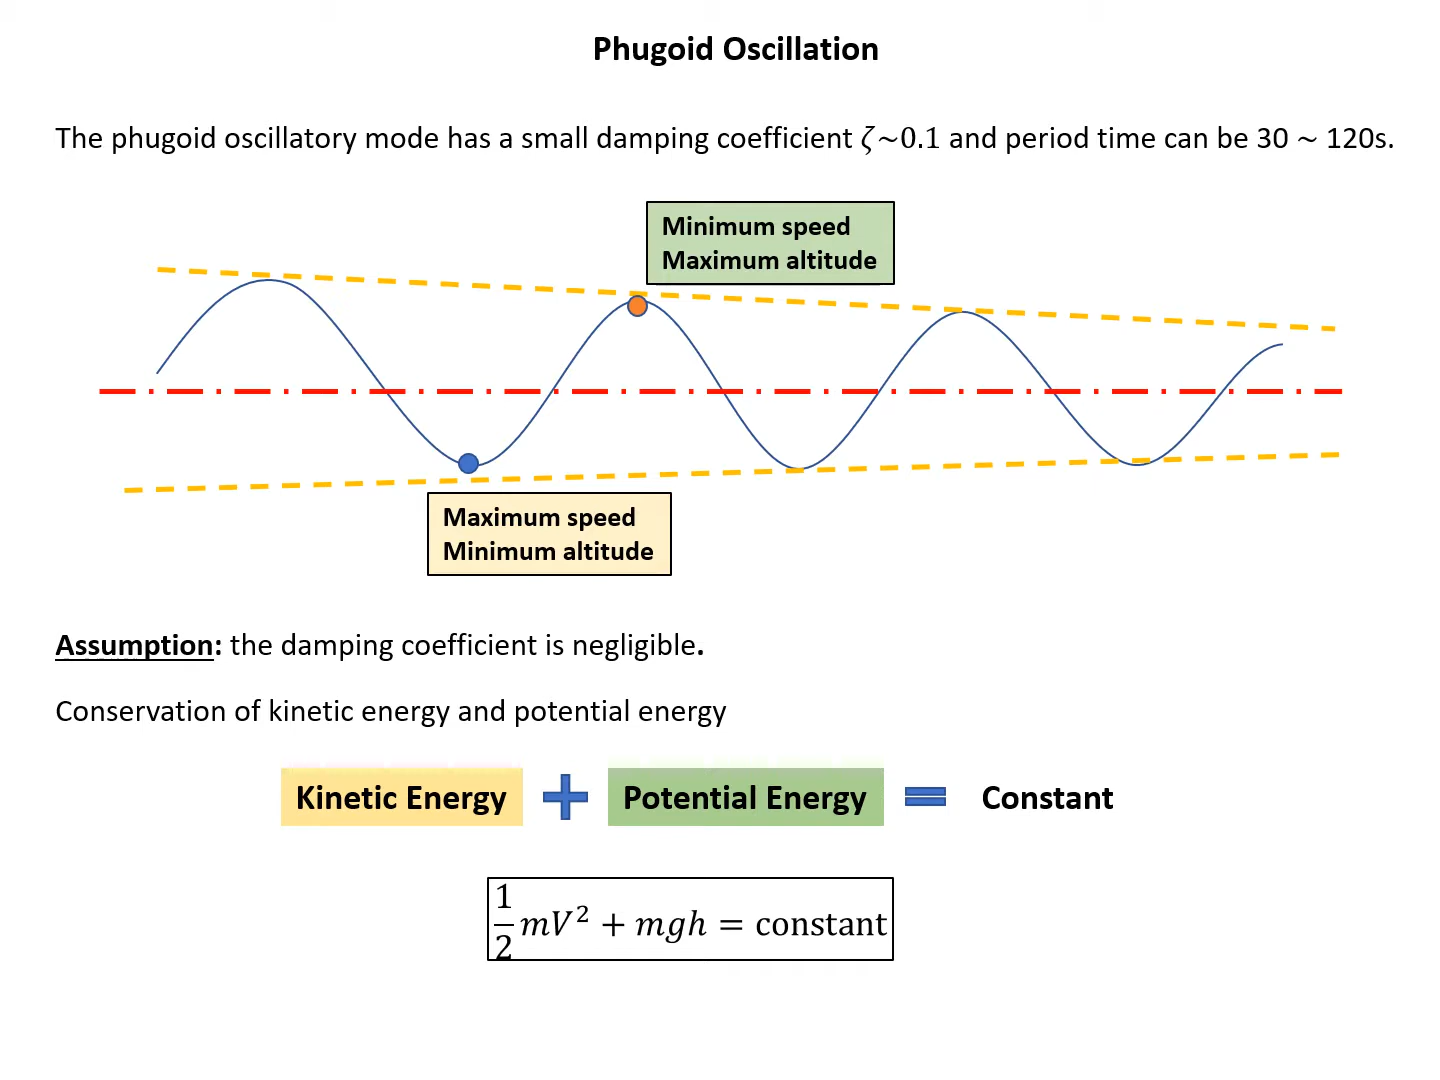 Phugoid Oscillation
The phugoid oscillatory mode has a small damping coefficient ζ~0.1 and period time can be 30 ~ 120s.
Minimum speed
Maximum altitude
Maximum speed
Minimum altitude
Assumption: the damping coefficient is negligible.
Conservation of kinetic energy and potential energy
Kinetic Energy + Potential Energy = Constant
1/2 mV² + mgh = constant